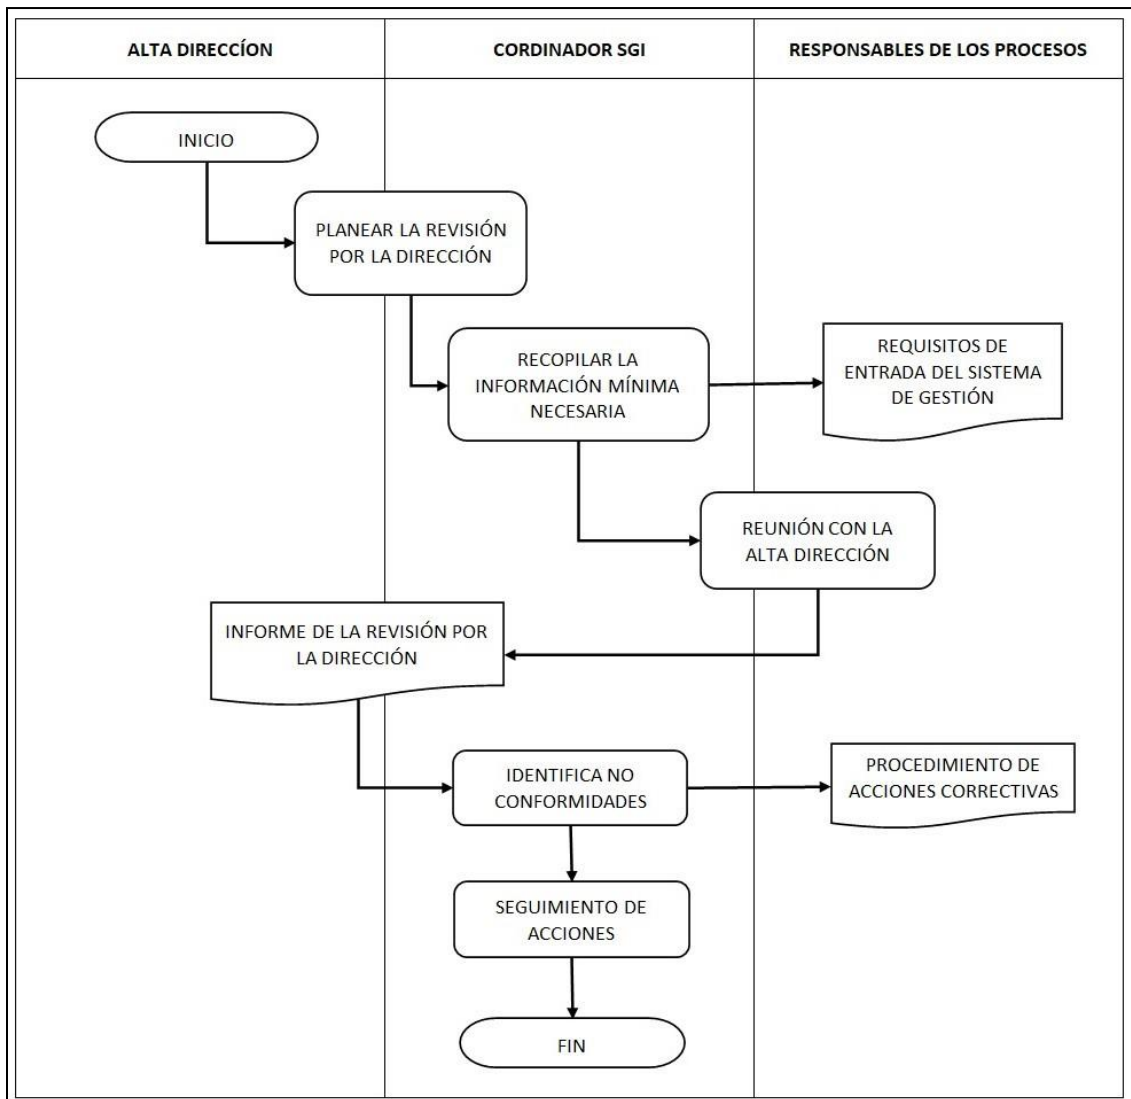 ALTA DIRECCÍON
CORDINADOR SGI
RESPONSABLES DE LOS PROCESOS
INICIO
PLANEAR LA REVISIÓN
POR LA DIRECCIÓN
RECOPILAR LA
INFORMACIÓN MÍNIMA
NECESARIA
REQUISITOS DE
ENTRADA DEL SISTEMA
DE GESTIÓN
REUNIÓN CON LA
ALTA DIRECCIÓN
INFORME DE LA REVISIÓN POR
LA DIRECCIÓN
IDENTIFICA NO
CONFORMIDADES
PROCEDIMIENTO DE
ACCIONES CORRECTIVAS
SEGUIMIENTO DE
ACCIONES
FIN